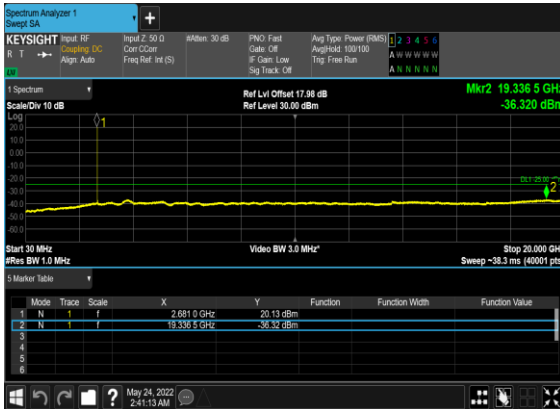 Spectrum Analyzer 1
Swept SA
KEYSIGHT Input: RF Input Z: 50 Ω #Atten: 30 dB PNO: Fast Avg Type: Power (RMS) 1 2 3 4 5 6
R T Coupling: DC Corr CCorr Gate: Off Avg|Hold: 100/100 A W W W W W
Align: Auto Freq Ref: Int (S) IF Gain: Low Trig: Free Run
Sig Track: Off A N N N N N
1 Spectrum Ref Lvl Offset 17.98 dB Mkr2 19.336 5 GHz
Scale/Div 10 dB Ref Level 30.00 dBm -36.320 dBm
Log
20.0
10.0
0.00
-10.0
-20.0
-30.0
-40.0
-50.0
-60.0
1
2
Start 30 MHz Video BW 3.0 MHz* Stop 20.000 GH
#Res BW 1.0 MHz Sweep ~38.3 ms (40001 pts
5 Marker Table
Mode Trace Scale X Y Function Function Width Function Value
1 N 1 f 2.681 0 GHz 20.13 dBm
2 N 1 f 19.336 5 GHz -36.32 dBm
3
4
5
6
May 24, 2022
2:41:13 AM